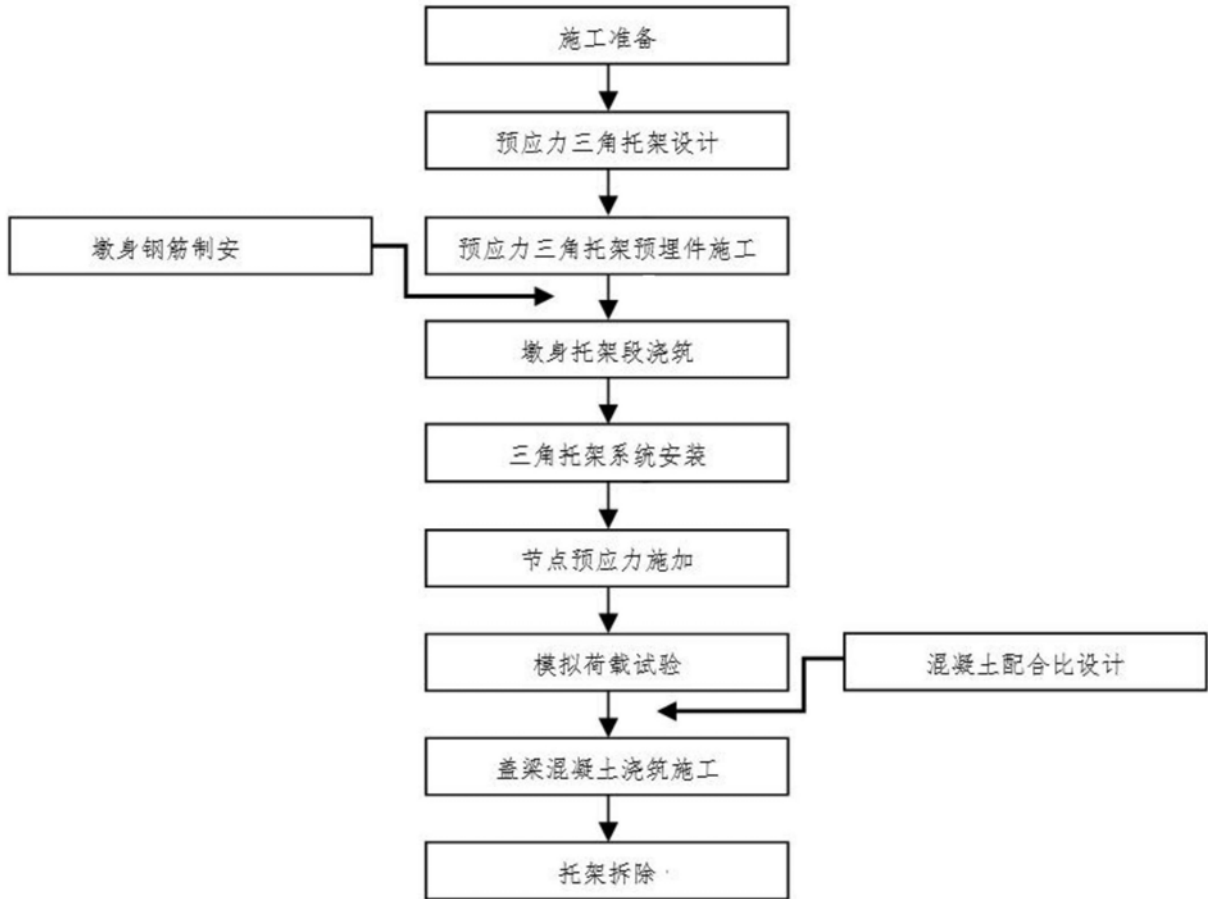 施工准备
预应力三角托架设计
墩身钢筋制安
预应力三角托架预埋件施工
墩身托架段浇筑
三角托架系统安装
节点预应力施加
模拟荷载试验
混凝土配合比设计
盖梁混凝土浇筑施工
托架拆除